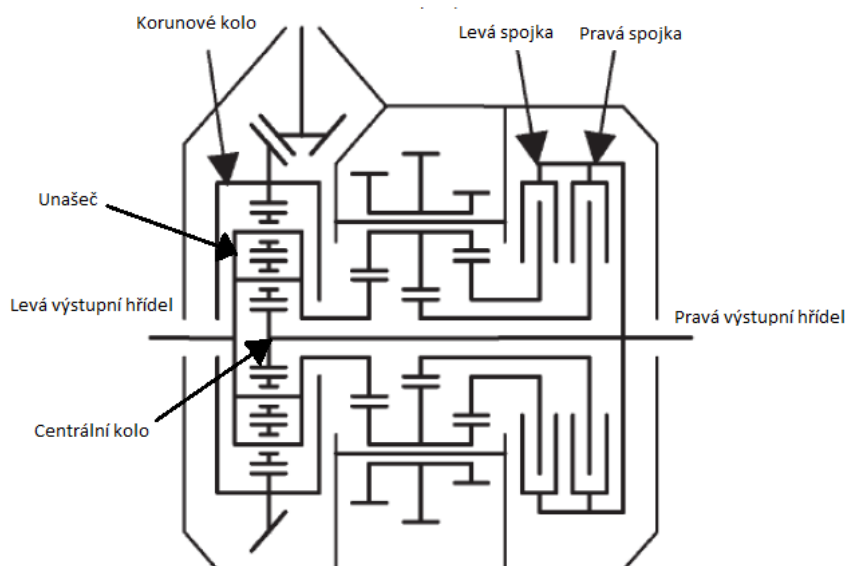 Korunové kolo
Levá spojka
Pravá spojka
Unašeč
Levá výstupní hřídel
Pravá výstupní hřídel
Centrální kolo